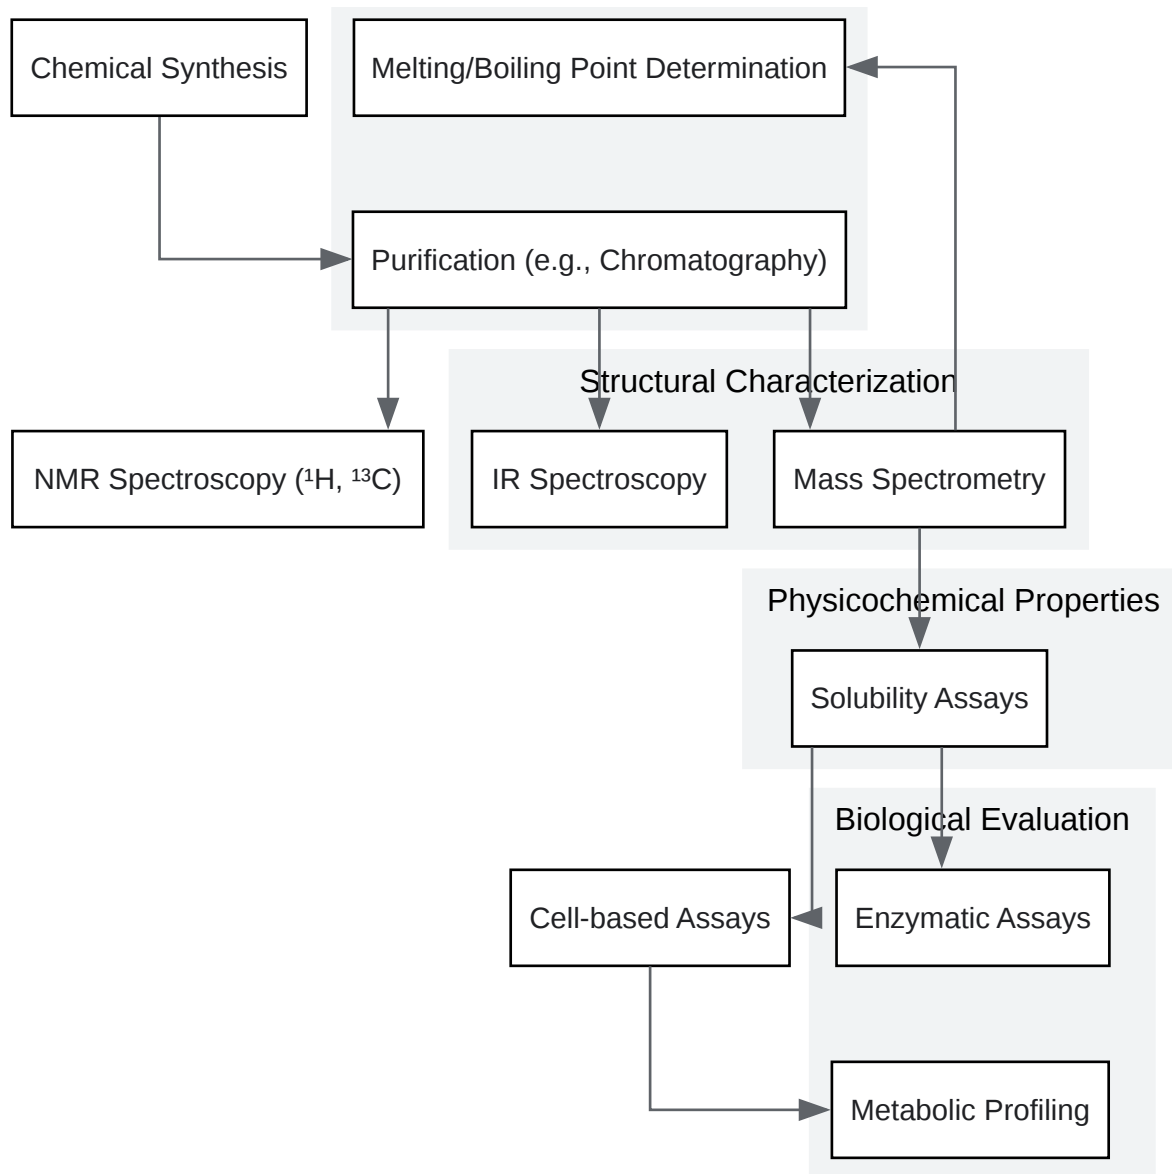 Chemical Synthesis
Melting/Boiling Point Determination
Purification (e.g., Chromatography)
Structural Characterization
NMR Spectroscopy (¹H, ¹³C)
IR Spectroscopy
Mass Spectrometry
Physicochemical Properties
Solubility Assays
Biological Evaluation
Cell-based Assays
Enzymatic Assays
Metabolic Profiling